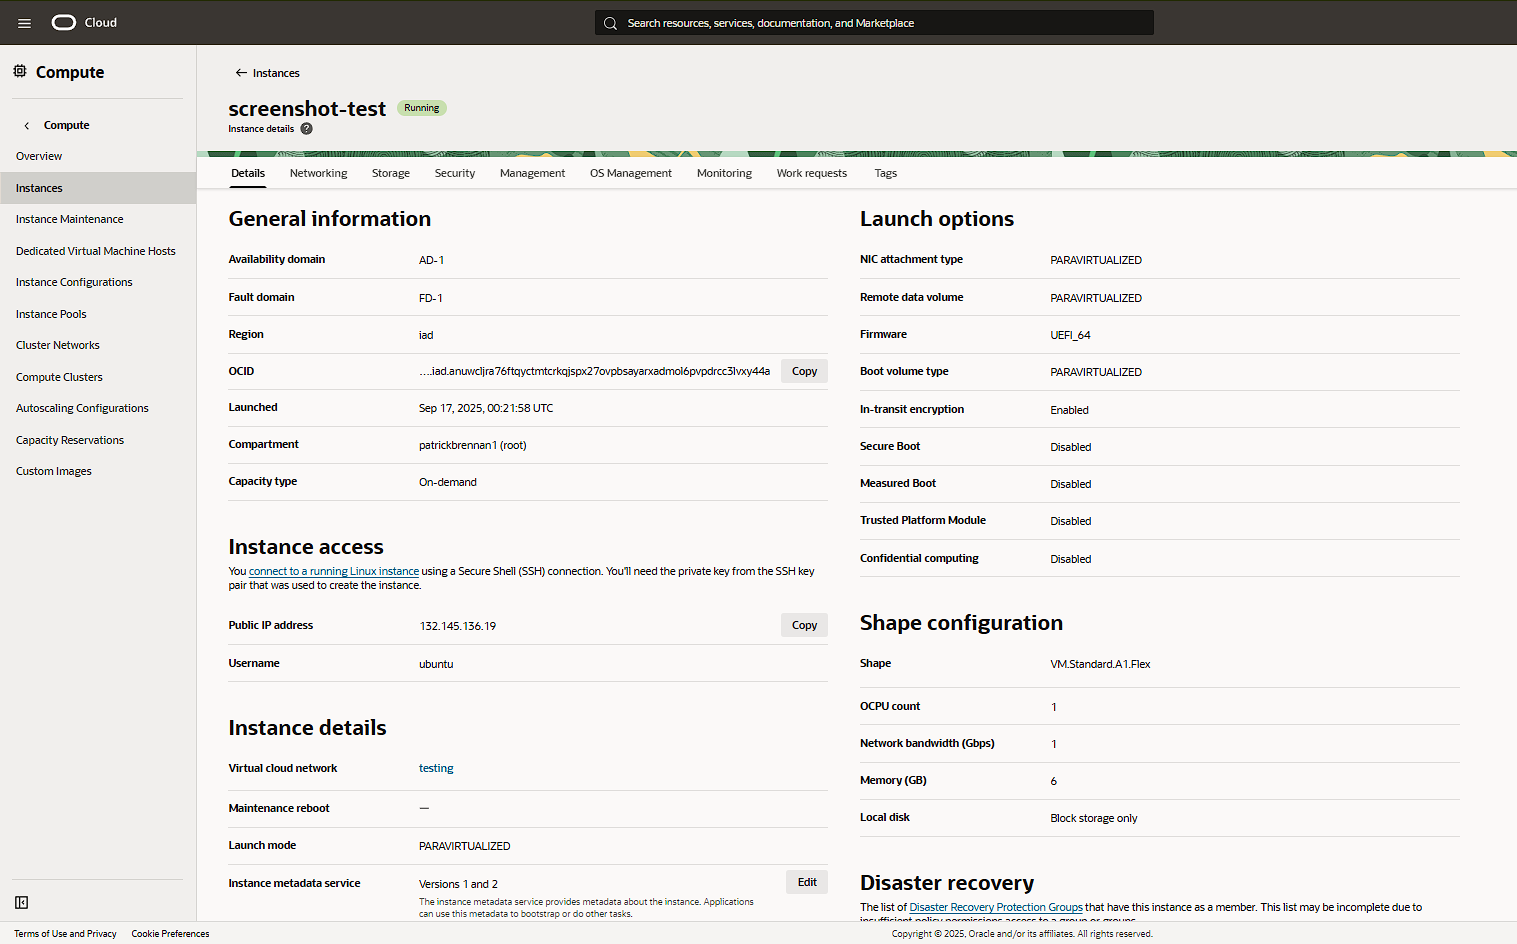 Cloud
Search resources, services, documentation, and Marketplace
Compute
Compute
Overview
Instances
Instance Maintenance
Dedicated Virtual Machine Hosts
Instance Configurations
Instance Pools
Cluster Networks
Compute Clusters
Autoscaling Configurations
Capacity Reservations
Custom Images
Instances
screenshot-test Running
Instance details ?
Details Networking Storage Security Management OS Management Monitoring Work requests Tags
General information
Availability domain AD-1
Fault domain FD-1
Region iad
OCID ....iad.anuwcljra76ftqyctmtcrkqjspx27ovpbsayarxadmol6pvpdrcc3lvxy44a Copy
Launched Sep 17, 2025, 00:21:58 UTC
Compartment patrickbrennan1 (root)
Capacity type On-demand
Instance access
You connect to a running Linux instance using a Secure Shell (SSH) connection. You'll need the private key from the SSH key
pair that was used to create the instance.
Public IP address 132.145.136.19 Copy
Username ubuntu
Instance details
Virtual cloud network testing
Maintenance reboot —
Launch mode PARAVIRTUALIZED
Instance metadata service Versions 1 and 2 Edit
The instance metadata service provides metadata about the instance. Applications
can use this metadata to bootstrap or do other tasks.
Launch options
NIC attachment type PARAVIRTUALIZED
Remote data volume PARAVIRTUALIZED
Firmware UEFI_64
Boot volume type PARAVIRTUALIZED
In-transit encryption Enabled
Secure Boot Disabled
Measured Boot Disabled
Trusted Platform Module Disabled
Confidential computing Disabled
Shape configuration
Shape VM.Standard.A1.Flex
OCPU count 1
Network bandwidth (Gbps) 1
Memory (GB) 6
Local disk Block storage only
Disaster recovery
The list of Disaster Recovery Protection Groups that have this instance as a member. This list may be incomplete due to
insufficient policy permissions access to a group or groups.
Terms of Use and Privacy Cookie Preferences
Copyright © 2025, Oracle and/or its affiliates. All rights reserved.